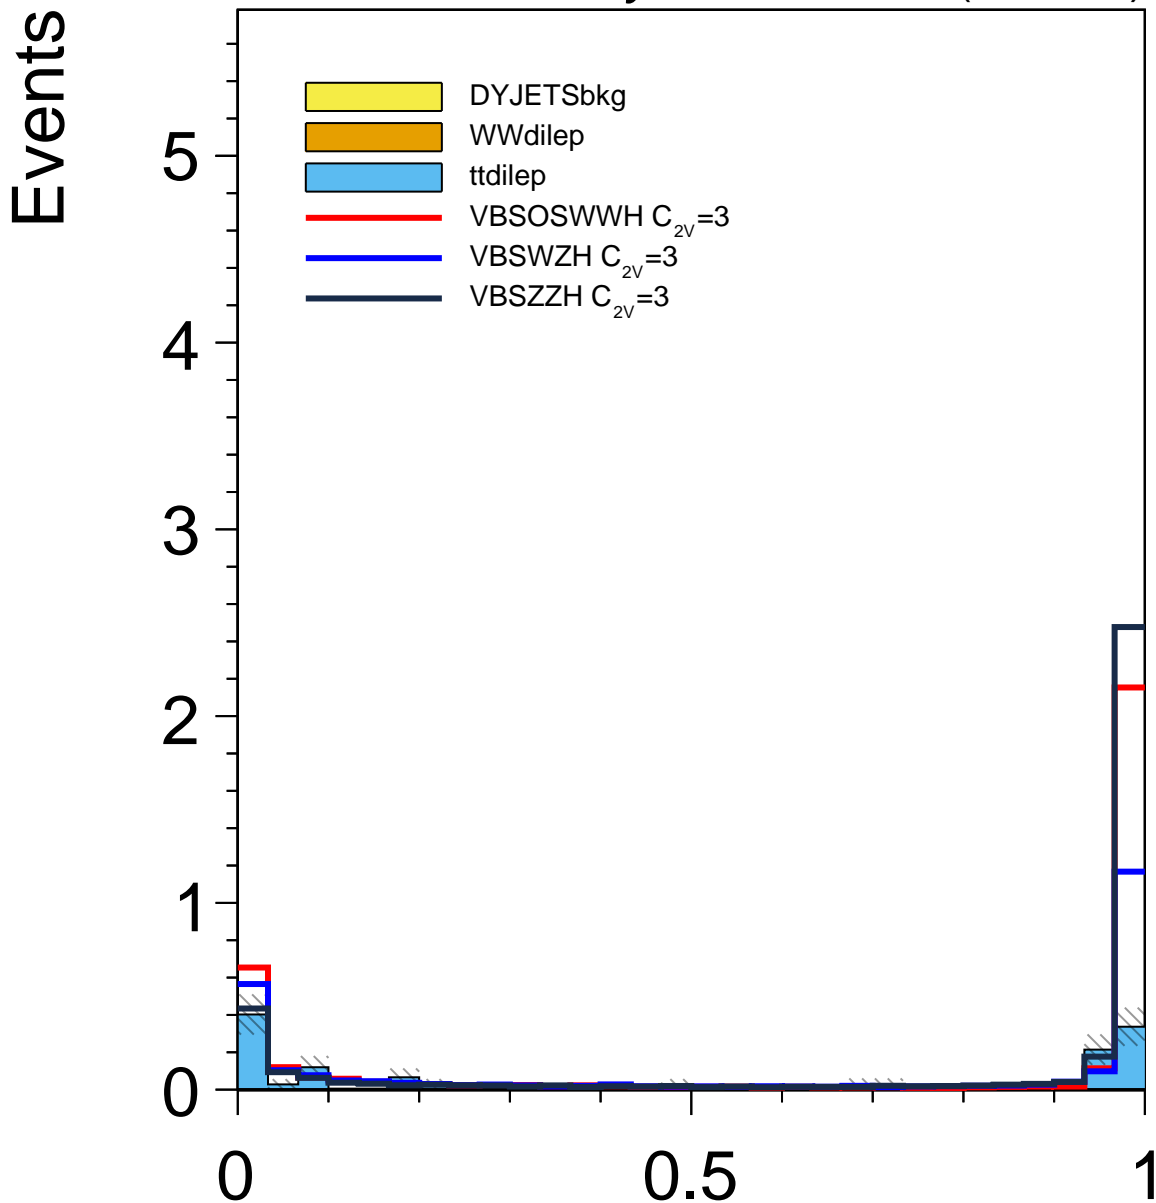 Events
DYJETSbkg
WWdilep
ttdilep
VBSOSWWH C2V=3
VBSWZH C2V=3
VBSZZH C2V=3
5
4
3
2
1
0
0
0.5
1